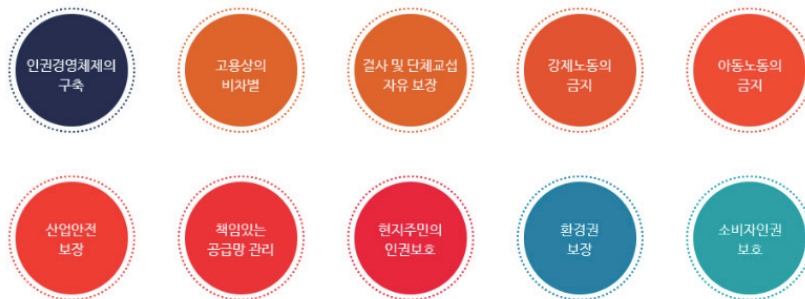 인권경영체제의
구축
고용상의
비차별
결사 및 단체교섭
자유 보장
강제노동의
금지
아동노동의
금지
산업안전
보장
책임있는
공급망 관리
현지주민의
인권보호
환경권
보장
소비자인권
보호